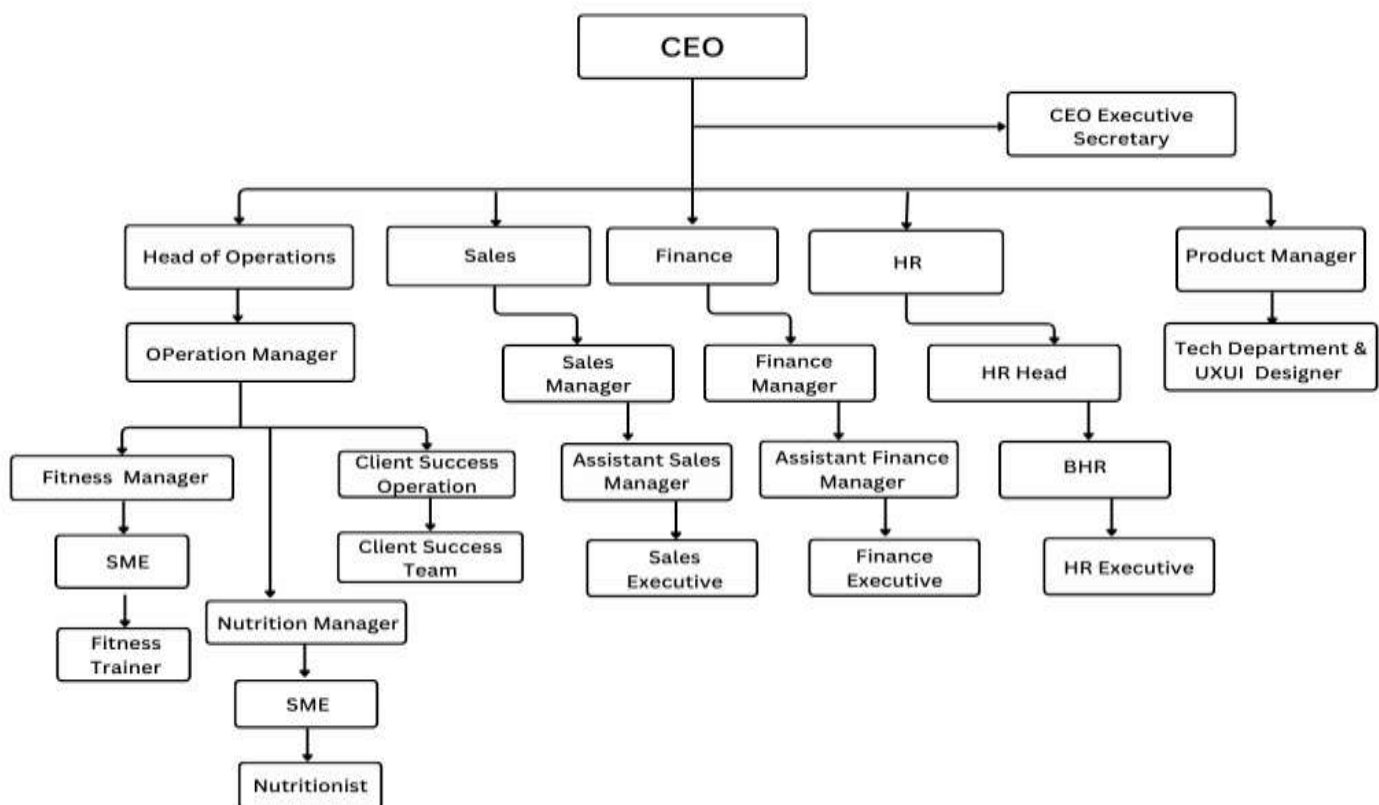 CEO
CEO Executive
Secretary
Head of Operations
Sales
Finance
HR
Product Manager
OPeration Manager
Sales
Manager
Finance
Manager
HR Head
Tech Department &
UXUI Designer
Fitness Manager
Client Success
Operation
Assistant Sales
Manager
Assistant Finance
Manager
BHR
SME
Client Success
Team
Sales
Executive
Finance
Executive
HR Executive
Nutrition Manager
Fitness
Trainer
SME
Nutritionist